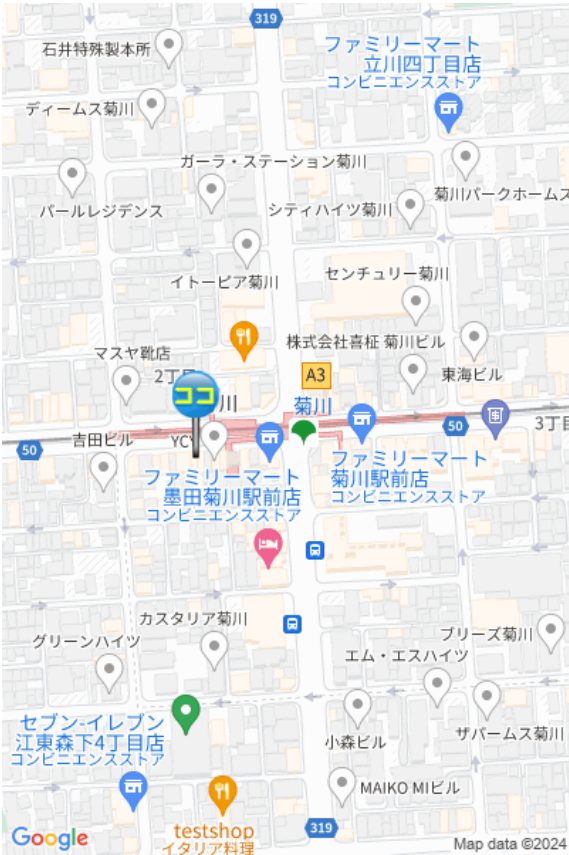 319
石井特殊製本所
ファミリーマート
立川四丁目店
コンビニエンスストア
ディームス菊川
ガーラ・ステーション菊川
パールレジデンス
シティハイツ菊川
菊川パークホームズ
イトーピア菊川
センチュリー菊川
マスヤ靴店
2丁目
株式会社喜柾 菊川ビル
東海ビル
A3
ココ
川
菊川
50
3丁目
50
吉田ビル
YCY
ファミリーマート
墨田菊川駅前店
コンビニエンスストア
ファミリーマート
菊川駅前店
コンビニエンスストア
カスタリア菊川
グリーンハイツ
ブリーズ菊川
エム・エスハイツ
セブン-イレブン
江東森下4丁目店
コンビニエンスストア
小森ビル
ザパームス菊川
MAIKO MIビル
testshop
イタリア料理
319
Google
Map data ©2024